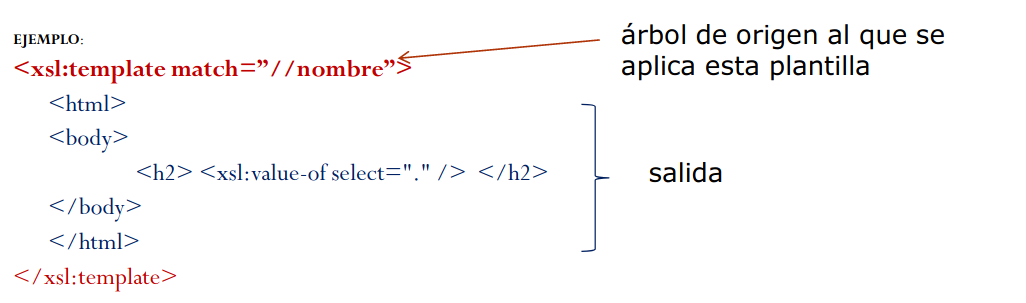 EJEMPLO:
<xsl:template match=”//nombre”>
árbol de origen al que se
aplica esta plantilla
<html>
<body>
<h2> <xsl:value-of select="." /> </h2>
</body>
</html>
salida
</xsl:template>